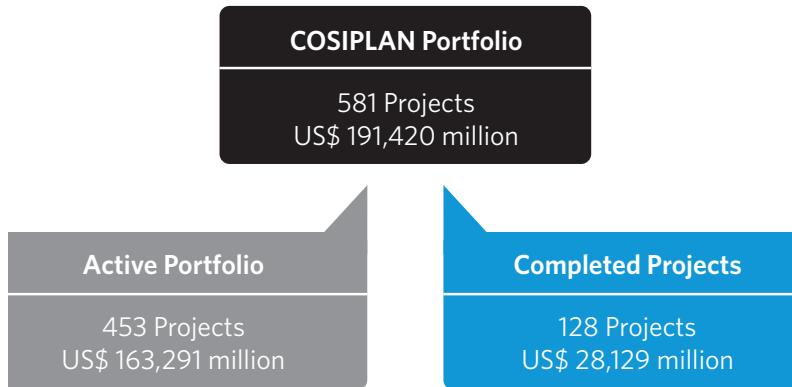 COSIPLAN Portfolio
581 Projects
US$ 191,420 million
Active Portfolio
453 Projects
US$ 163,291 million
Completed Projects
128 Projects
US$ 28,129 million